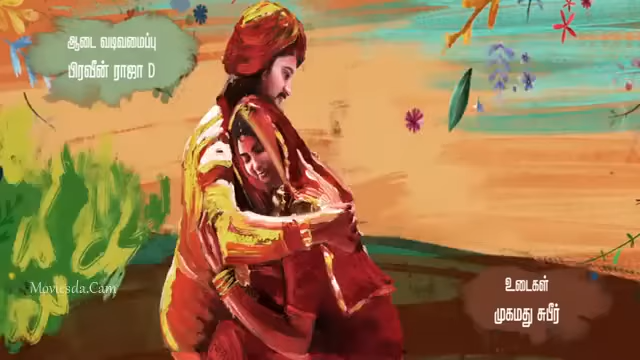 ஆடை வடிவமைப்பு
பிரவீன் ராஜா D
Moviesda.Cam
உடைகள்
முகமது சுபீர்